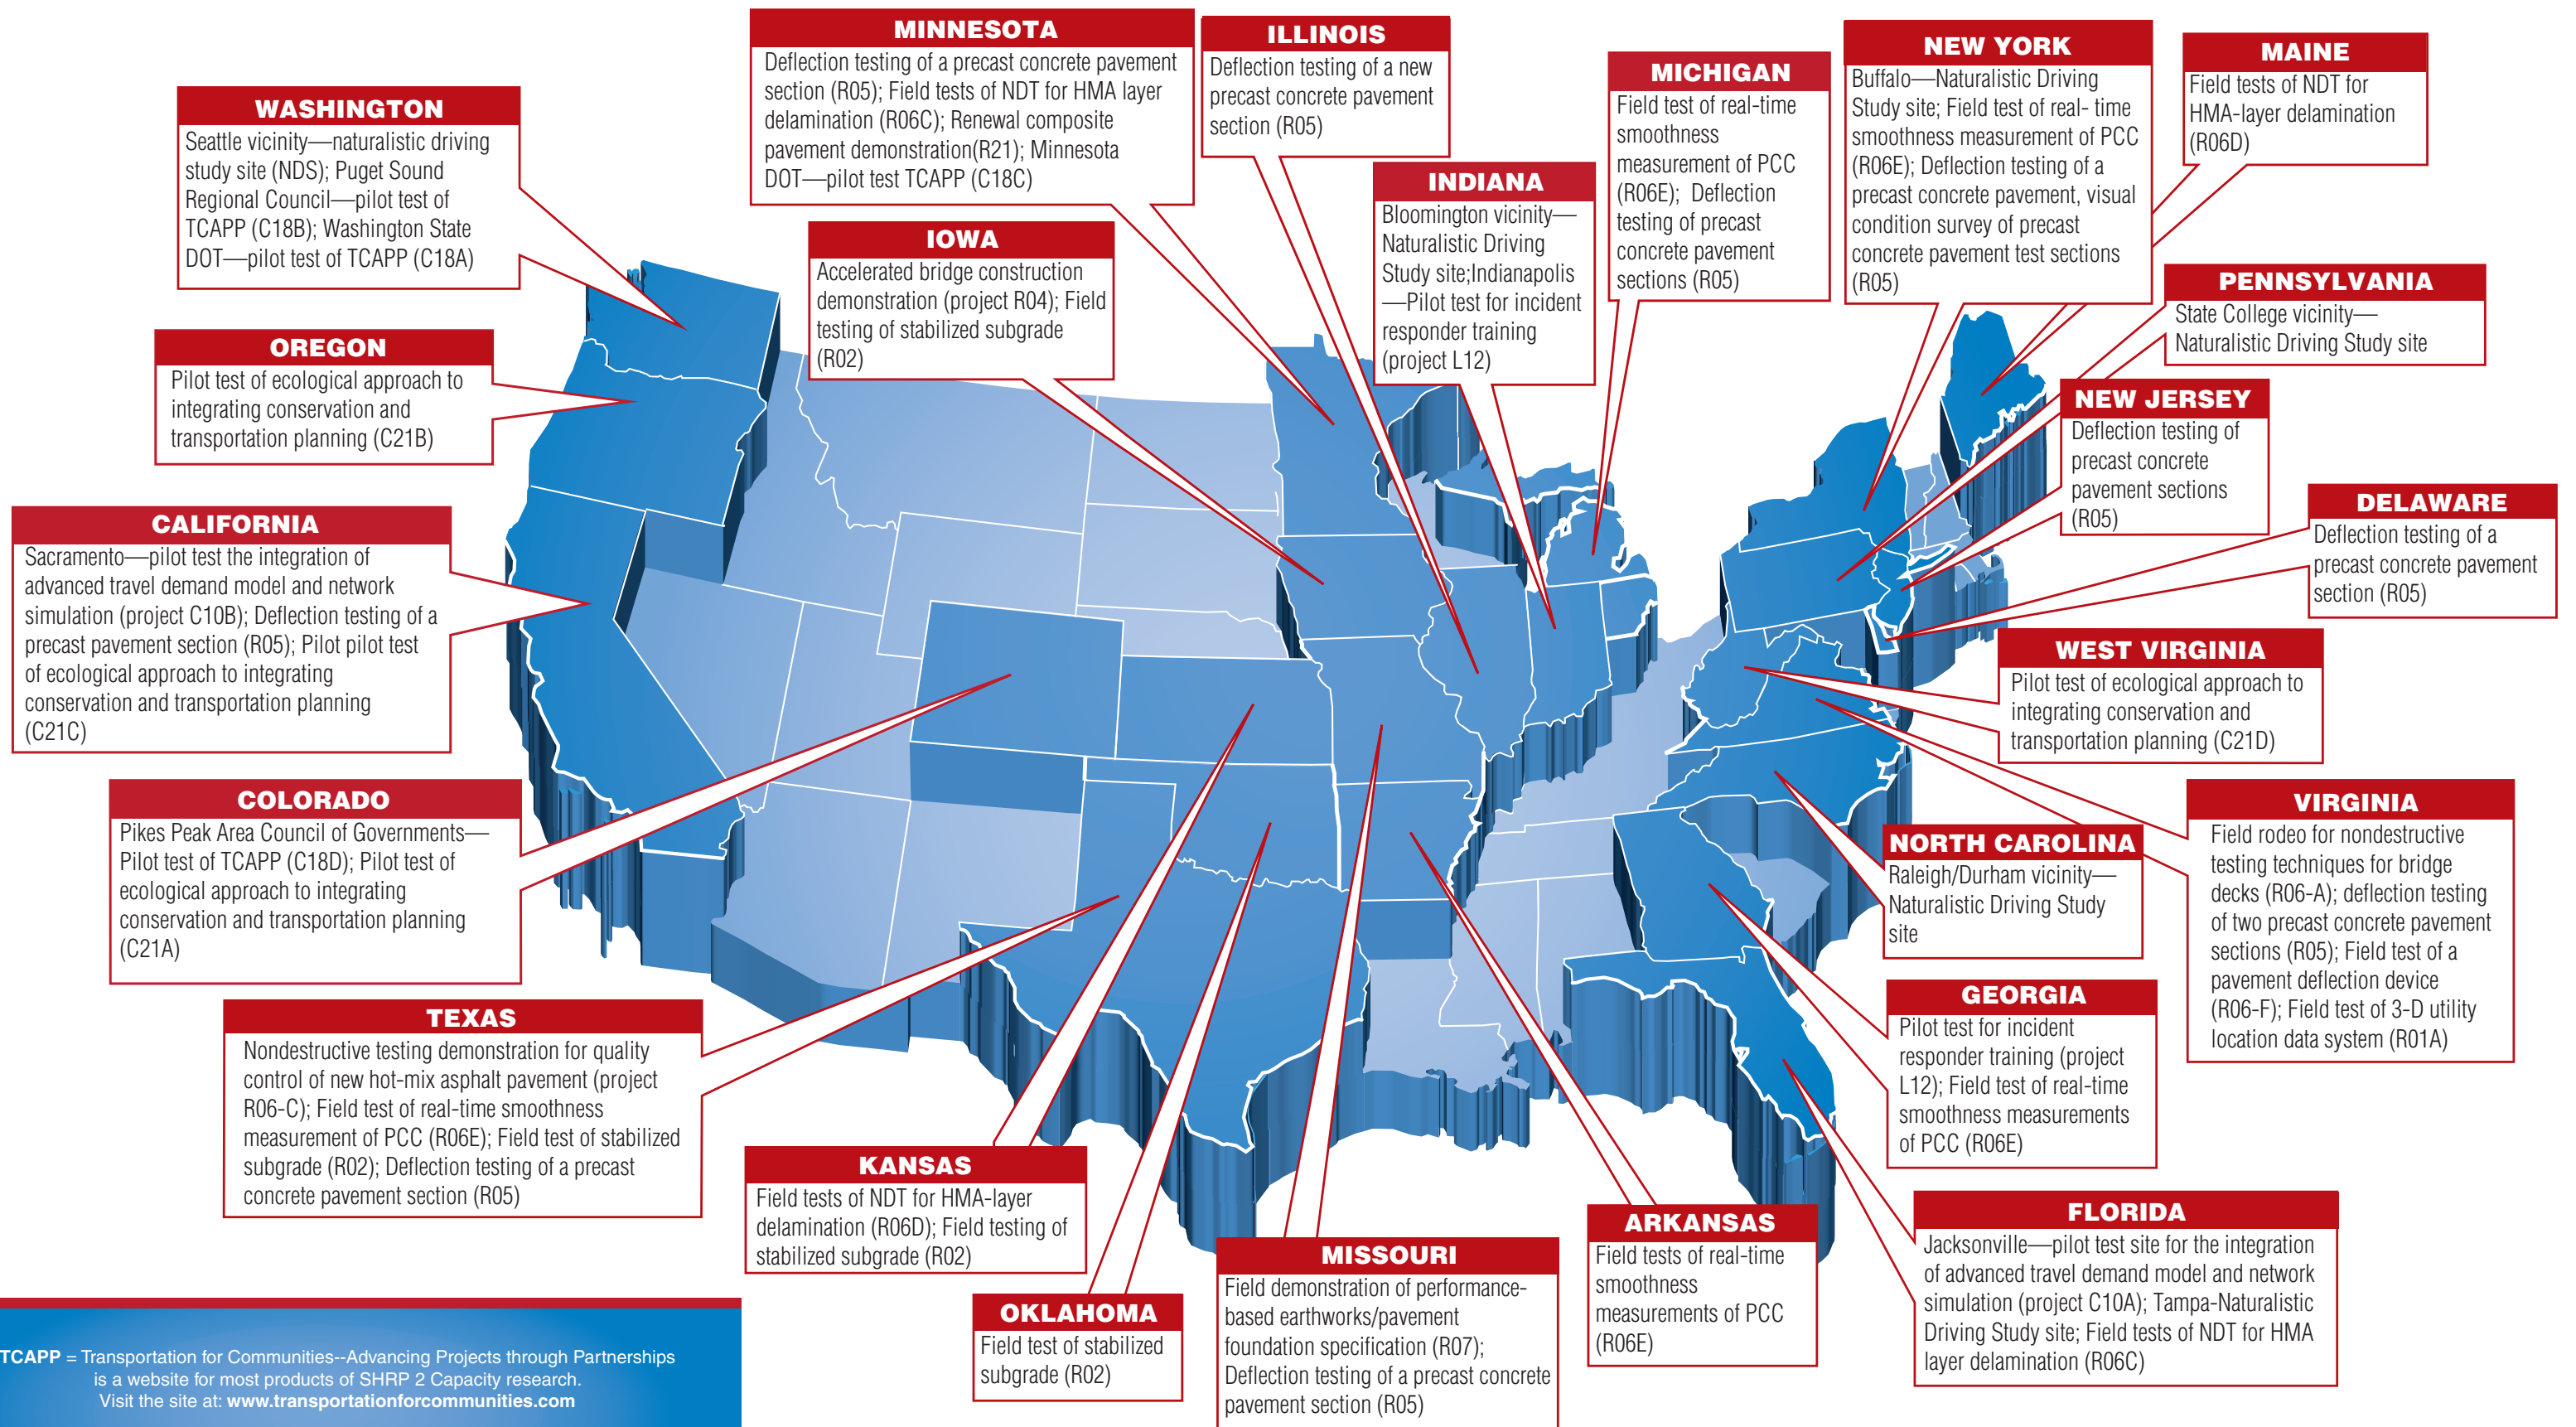 WASHINGTON
Seattle vicinity—naturalistic driving
study site (NDS); Puget Sound
Regional Council—pilot test of
TCAPP (C18B); Washington State
DOT—pilot test of TCAPP (C18A)
OREGON
Pilot test of ecological approach to
integrating conservation and
transportation planning (C21B)
CALIFORNIA
Sacramento—pilot test the integration of
advanced travel demand model and network
simulation (project C10B); Deflection testing of a
precast pavement section (R05); Pilot pilot test
of ecological approach to integrating
conservation and transportation planning
(C21C)
COLORADO
Pikes Peak Area Council of Governments—
Pilot test of TCAPP (C18D); Pilot test of
ecological approach to integrating
conservation and transportation planning
(C21A)
TEXAS
Nondestructive testing demonstration for quality
control of new hot-mix asphalt pavement (project
R06-C); Field test of real-time smoothness
measurement of PCC (R06E); Field test of stabilized
subgrade (R02); Deflection testing of a precast
concrete pavement section (R05)
MINNESOTA
Deflection testing of a precast concrete pavement
section (R05); Field tests of NDT for HMA layer
delamination (R06C); Renewal composite
pavement demonstration(R21); Minnesota
DOT—pilot test TCAPP (C18C)
IOWA
Accelerated bridge construction
demonstration (project R04); Field
testing of stabilized subgrade
(R02)
ILLINOIS
Deflection testing of a new
precast concrete pavement
section (R05)
INDIANA
Bloomington vicinity—
Naturalistic Driving
Study site;Indianapolis
—Pilot test for incident
responder training
(project L12)
MICHIGAN
Field test of real-time
smoothness
measurement of PCC
(R06E); Deflection
testing of precast
concrete pavement
sections (R05)
NEW YORK
Buffalo—Naturalistic Driving
Study site; Field test of real- time
smoothness measurement of PCC
(R06E); Deflection testing of a
precast concrete pavement, visual
condition survey of precast
concrete pavement test sections
(R05)
MAINE
Field tests of NDT for
HMA-layer delamination
(R06D)
PENNSYLVANIA
State College vicinity—
Naturalistic Driving Study site
NEW JERSEY
Deflection testing of
precast concrete
pavement sections
(R05)
DELAWARE
Deflection testing of a
precast concrete pavement
section (R05)
WEST VIRGINIA
Pilot test of ecological approach to
integrating conservation and
transportation planning (C21D)
VIRGINIA
Field rodeo for nondestructive
testing techniques for bridge
decks (R06-A); deflection testing
of two precast concrete pavement
sections (R05); Field test of a
pavement deflection device
(R06-F); Field test of 3-D utility
location data system (R01A)
NORTH CAROLINA
Raleigh/Durham vicinity—
Naturalistic Driving Study
site
GEORGIA
Pilot test for incident
responder training (project
L12); Field test of real-time
smoothness measurements
of PCC (R06E)
FLORIDA
Jacksonville—pilot test site for the integration
of advanced travel demand model and network
simulation (project C10A); Tampa-Naturalistic
Driving Study site; Field tests of NDT for HMA
layer delamination (R06C)
KANSAS
Field tests of NDT for HMA-layer
delamination (R06D); Field testing of
stabilized subgrade (R02)
OKLAHOMA
Field test of stabilized
subgrade (R02)
MISSOURI
Field demonstration of performance-
based earthworks/pavement
foundation specification (R07);
Deflection testing of a precast concrete
pavement section (R05)
ARKANSAS
Field tests of real-time
smoothness
measurements of PCC
(R06E)
TCAPP = Transportation for Communities--Advancing Projects through Partnerships
is a website for most products of SHRP 2 Capacity research.
Visit the site at: www.transportationforcommunities.com